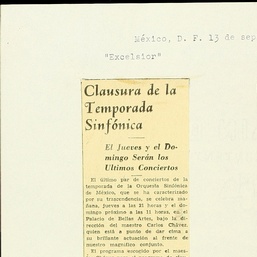 México, D. F. 13 de sep
"Excelsior"
Clausura de la
Temporada
Sinfónica
El Jueves y el Do-
mingo Serán los
Ultimos Conciertos
El último par de conciertos de la
temporada de la Orquesta Sinfónica
de México, que se ha caracterizado
por su trascendencia, se celebra ma-
ñana, jueves a las 21 horas y el do-
mingo próximo a las 11 horas, en el
Palacio de Bellas Artes, bajo la di-
rección del maestro Carlos Chávez,
quien está a punto de dar cima a
su brillante actuación al frente de
nuestro magnífico conjunto.
El programa escogido por el maes-